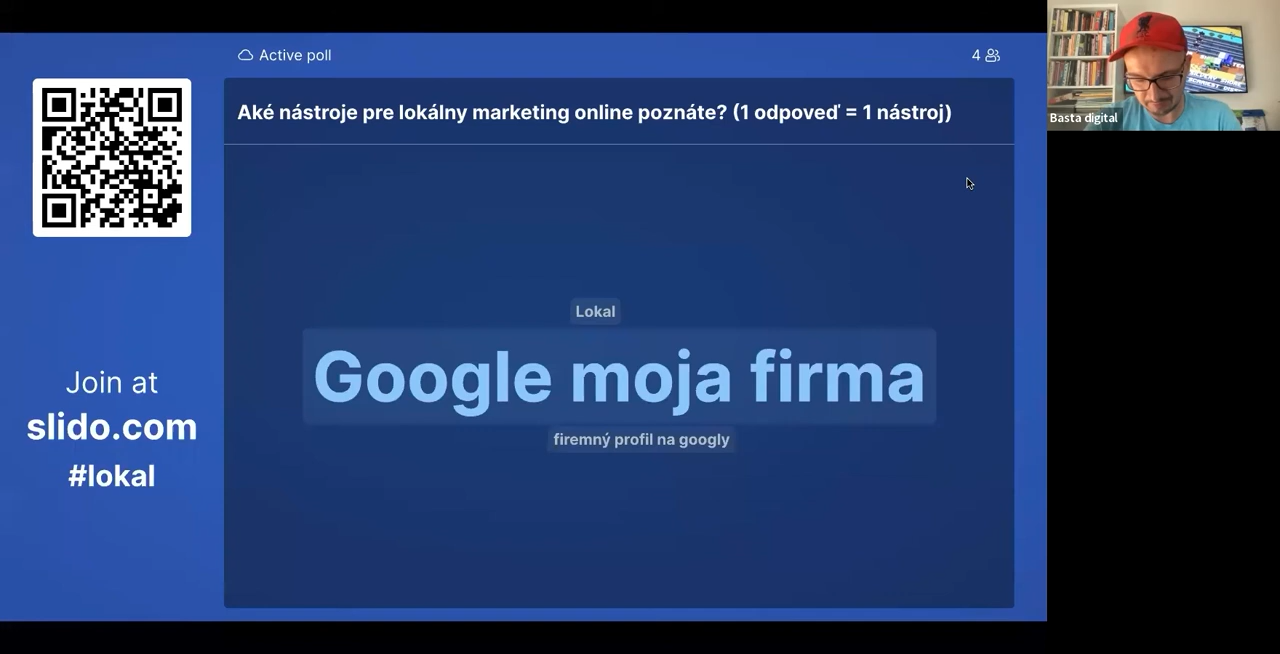 Active poll
4
Aké nástroje pre lokálny marketing online poznáte? (1 odpoveď = 1 nástroj)
Lokal
Google moja firma
firemný profil na googly
Join at
slido.com
#lokal
Basta digital